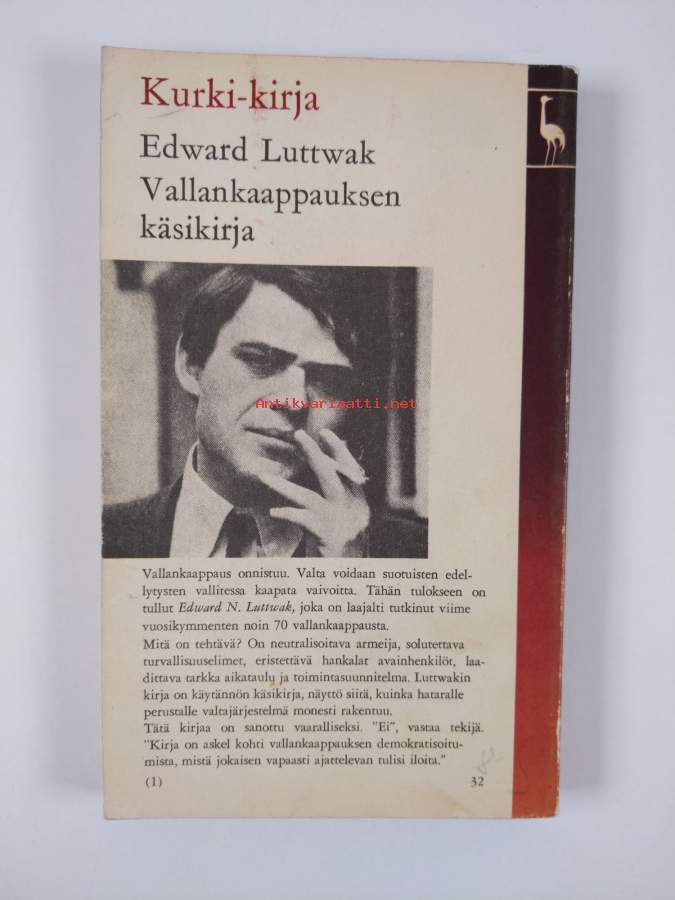 Kurki-kirja
Edward Luttwak
Vallankaappauksen
käsikirja
Antikvariaatti.net
Vallankaappaus onnistuu. Valta voidaan suotuisten edel-
lytysten vallitessa kaapata vaivoitta. Tähän tulokseen on
tullut Edward N. Luttwak, joka on laajalti tutkinut viime
vuosikymmenten noin 70 vallankaappausta.
Mitä on tehtävä? On neutralisoitava armeija, solutettava
turvallisuuselimet, eristettävä hankalat avainhenkilöt, laa-
dittava tarkka aikataulu ja toimintasuunnitelma. Luttwakin
kirja on käytännön käsikirja, näyttö siitä, kuinka hataralle
perustalle valtajärjestelmä monesti rakentuu.
Tätä kirjaa on sanottu vaaralliseksi. "Ei", vastaa tekijä.
"Kirja on askel kohti vallankaappauksen demokratisoitu-
mista, mistä jokaisen vapaasti ajattelevan tulisi iloita."
(1) 32